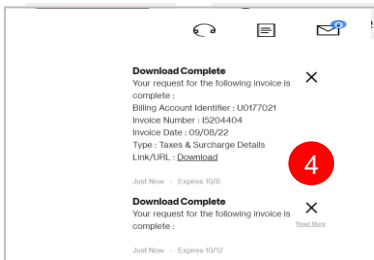 Download Complete
Your request for the following invoice is
complete :
Billing Account Identifier : U0177021
Invoice Number : I5204404
Invoice Date : 09/08/22
Type : Taxes & Surcharge Details
Link/URL : Download
4
Just Now - Expires 10/8
Download Complete
Your request for the following invoice is
complete :
Read More
Just Now - Expires 10/12